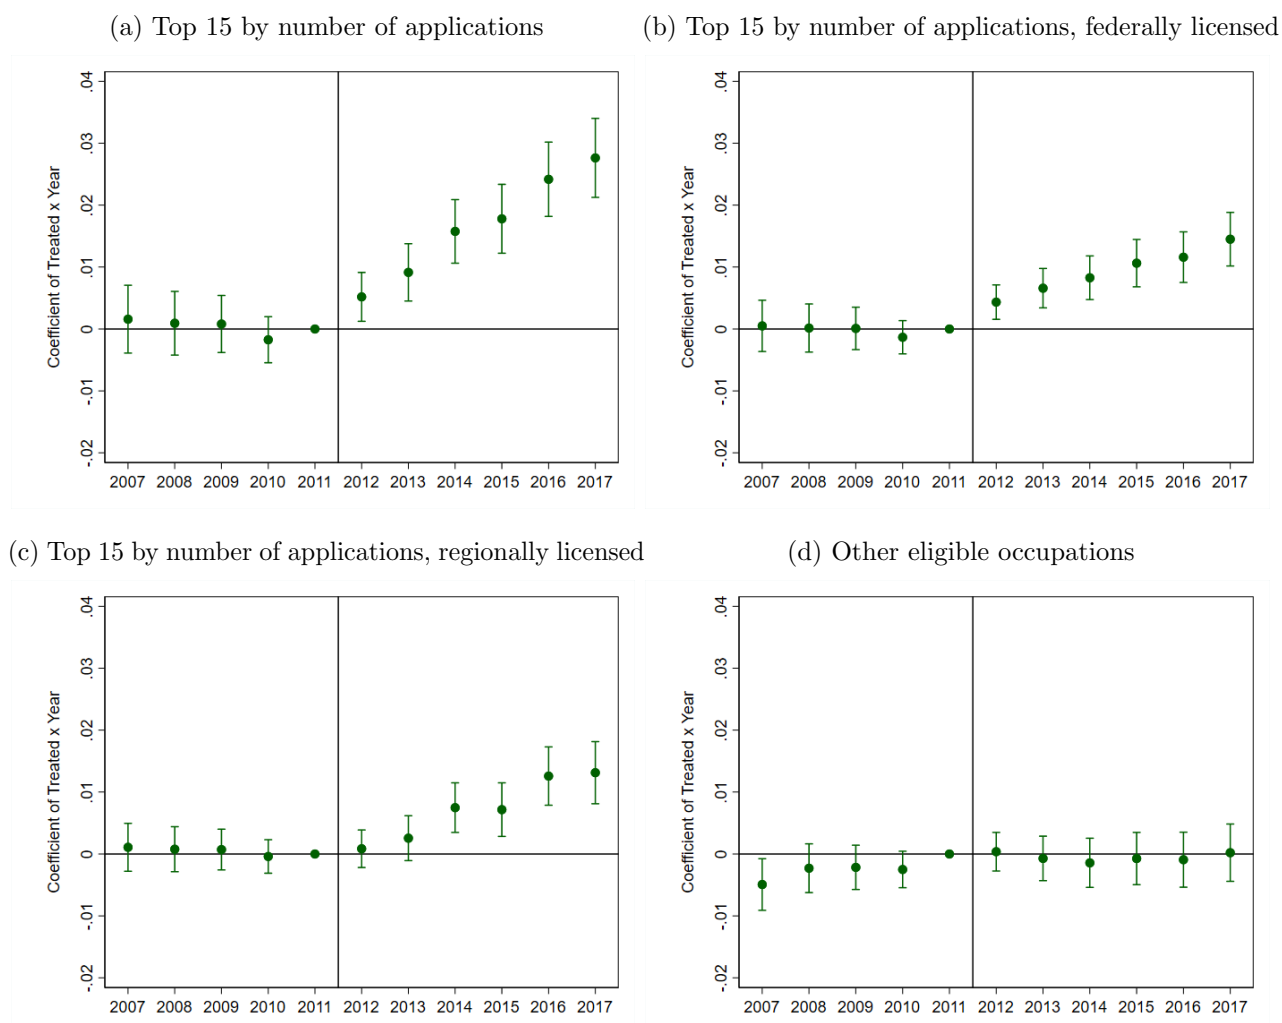 (a) Top 15 by number of applications
(b) Top 15 by number of applications, federally licensed
Coefficient of Treated x Year
.04
.03
.02
.01
0
-.01
-.02
2007 2008 2009 2010 2011 2012 2013 2014 2015 2016 2017
Coefficient of Treated x Year
.04
.03
.02
.01
0
-.01
-.02
2007 2008 2009 2010 2011 2012 2013 2014 2015 2016 2017
(c) Top 15 by number of applications, regionally licensed
(d) Other eligible occupations
Coefficient of Treated x Year
.04
.03
.02
.01
0
-.01
-.02
2007 2008 2009 2010 2011 2012 2013 2014 2015 2016 2017
Coefficient of Treated x Year
.04
.03
.02
.01
0
-.01
-.02
2007 2008 2009 2010 2011 2012 2013 2014 2015 2016 2017